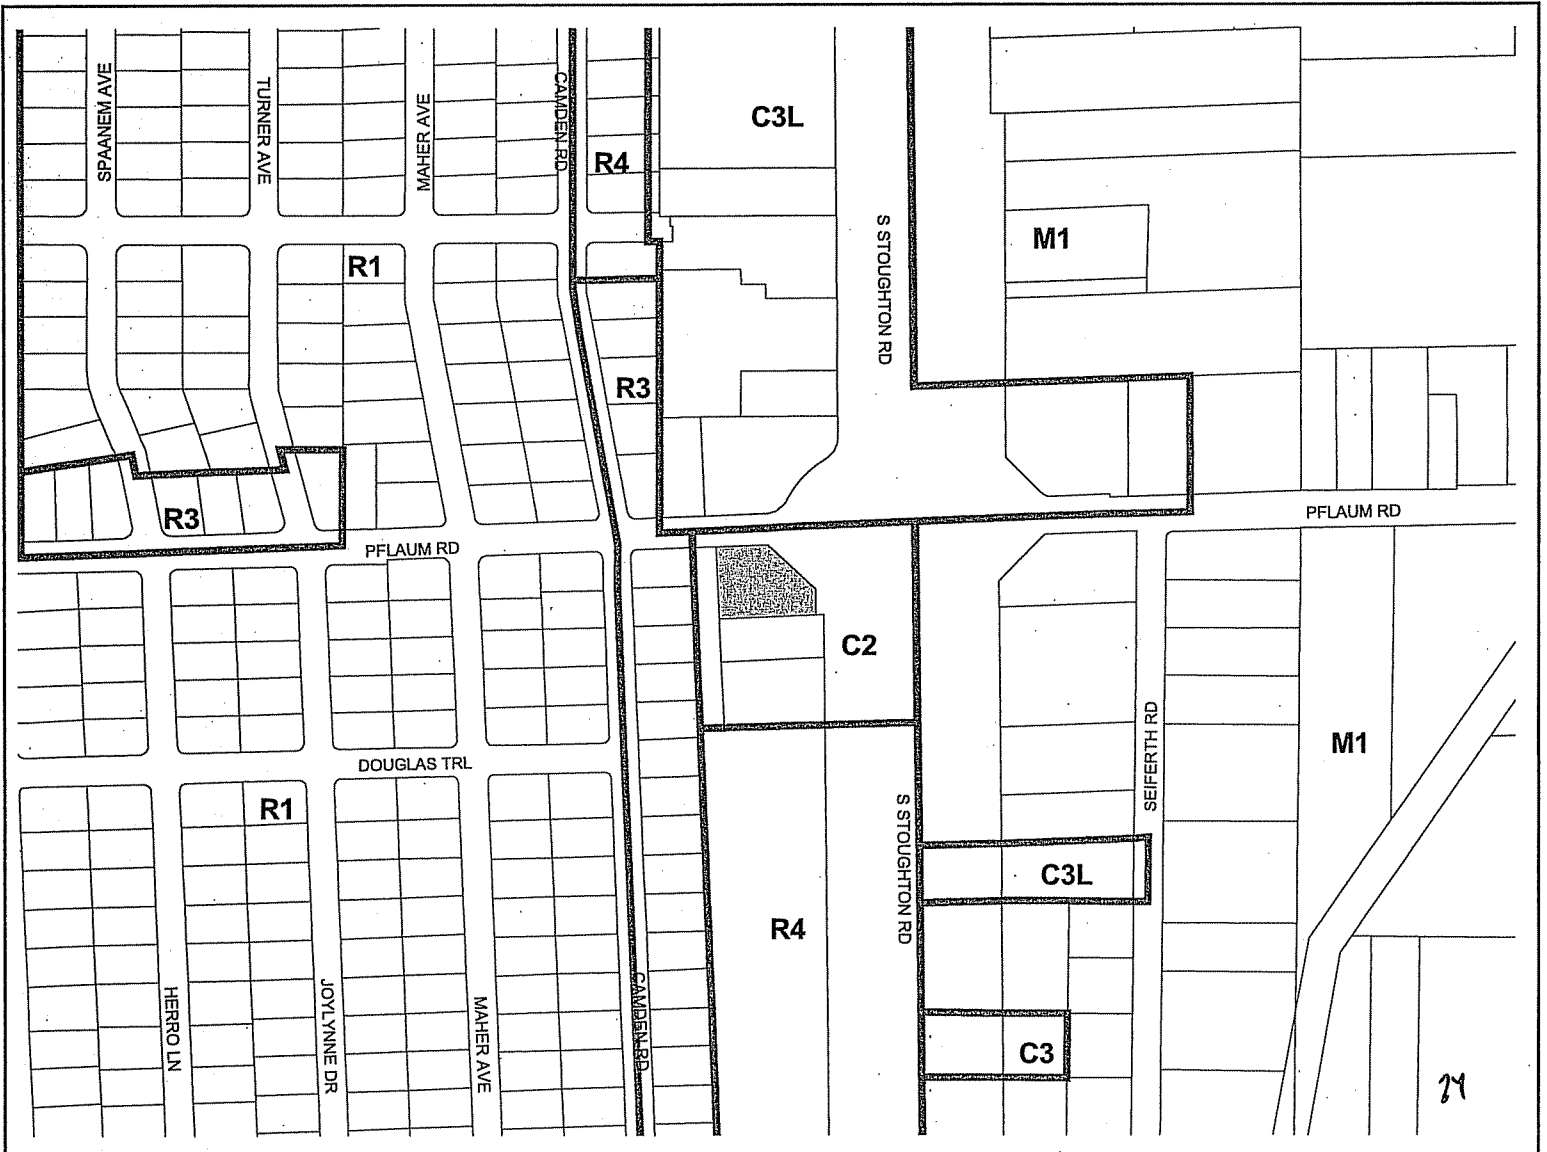 SPAANEM AVE
TURNER AVE
MAHER AVE
CAMDEN RD
C3L
R4
S STOUGHTON RD
M1
R1
R3
R3
PFLAUM RD
PFLAUM RD
C2
SEIFERTH RD
M1
DOUGLAS TRL
R1
S STOUGHTON RD
C3L
R4
HERRO LN
JOYLYNNE DR
MAHER AVE
CAMDEN RD
C3
24